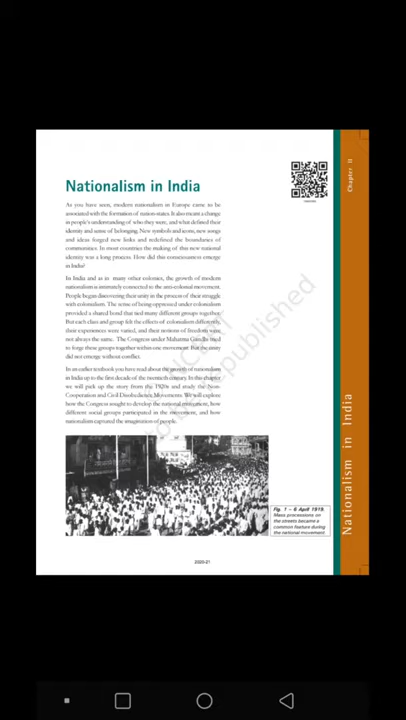 Chapter II
Nationalism in India
As you have seen, modern nationalism in Europe came to be
associated with the formation of nation-states. It also meant a change
in people's understanding of who they were, and what defined their
identity and sense of belonging. New symbols and icons, new songs
and ideas forged new links and redefined the boundaries of
communities. In most countries the making of this new national
identity was a long process. How did this consciousness emerge
in India?
In India and as in many other colonies, the growth of modern
nationalism is intimately connected to the anti-colonial movement.
People began discovering their unity in the process of their struggle
with colonialism. The sense of being oppressed under colonialism
provided a shared bond that tied many different groups together.
But each class and group felt the effects of colonialism differently,
their experiences were varied, and their notions of freedom were
not always the same. The Congress under Mahatma Gandhi tried
to forge these groups together within one movement. But the unity
did not emerge without conflict.
In an earlier textbook you have read about the growth of nationalism
in India up to the first decade of the twentieth century. In this chapter
we will pick up the story from the 1920s and study the Non-
Cooperation and Civil Disobedience Movements. We will explore
how the Congress sought to develop the national movement, how
different social groups participated in the movement, and how
nationalism captured the imagination of people.
Fig. 1 – 6 April 1919.
Mass processions on
the streets became a
common feature during
the national movement.
Nationalism in India
2020-21